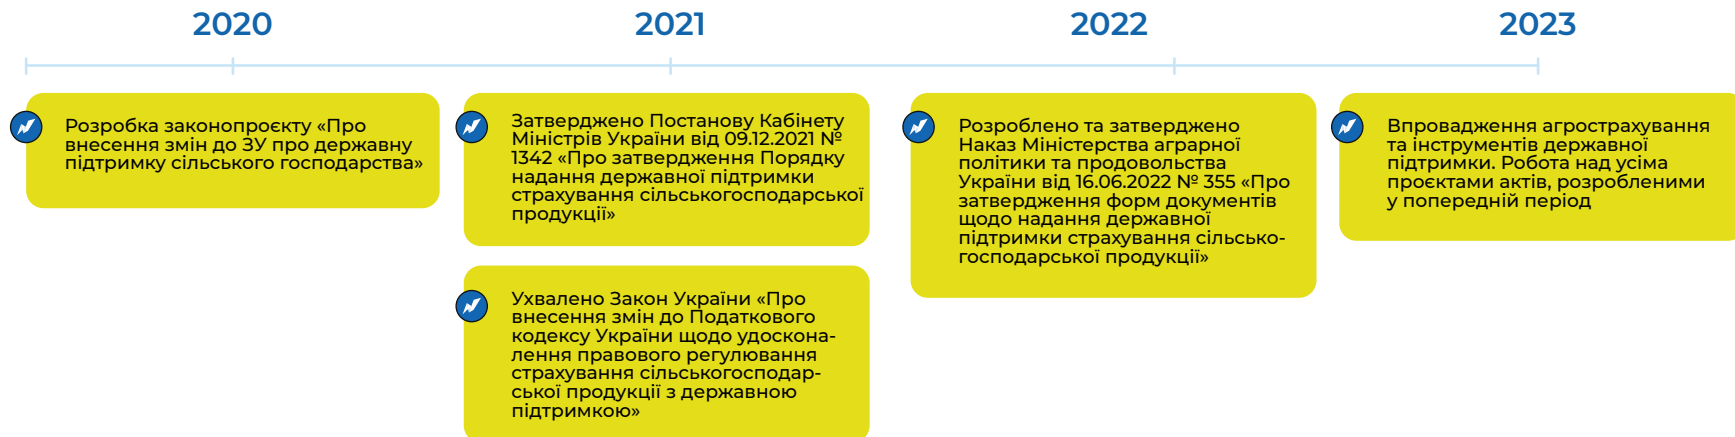 2020
2021
2022
2023
Розробка законопроєкту «Про
внесення змін до ЗУ про державну
підтримку сільського господарства»
Затверджено Постанову Кабінету
Міністрів України від 09.12.2021 №
1342 «Про затвердження Порядку
надання державної підтримки
страхування сільськогосподарської
продукції»
Ухвалено Закон України «Про
внесення змін до Податкового
кодексу України щодо удоскона-
лення правового регулювання
страхування сільськогосподар-
ської продукції з державною
підтримкою»
Розроблено та затверджено
Наказ Міністерства аграрної
політики та продовольства
України від 16.06.2022 № 355 «Про
затвердження форм документів
щодо надання державної
підтримки страхування сільсько-
господарської продукції»
Впровадження агрострахування
та інструментів державної
підтримки. Робота над усіма
проєктами актів, розробленими
у попередній період